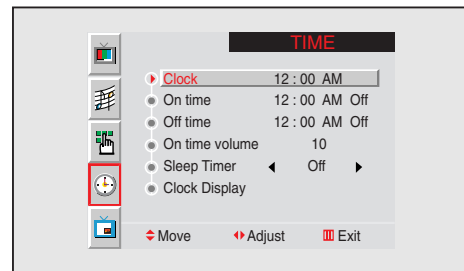 TIME
Clock 12 : 00 AM
On time 12 : 00 AM Off
Off time 12 : 00 AM Off
On time volume 10
Sleep Timer Off
Clock Display
Move Adjust Exit